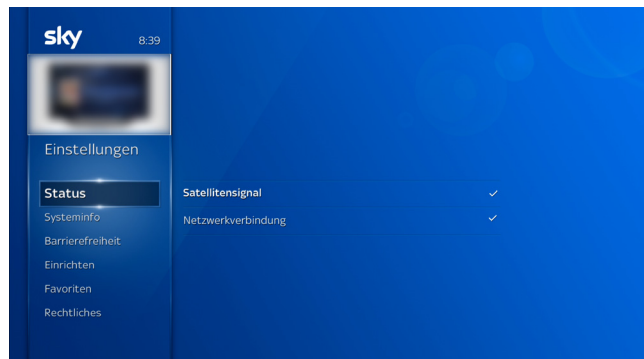 sky 8:39
Einstellungen
Status
Systeminfo
Barrierefreiheit
Einrichten
Favoriten
Rechtliches
Satellitensignal
Netzwerkverbindung